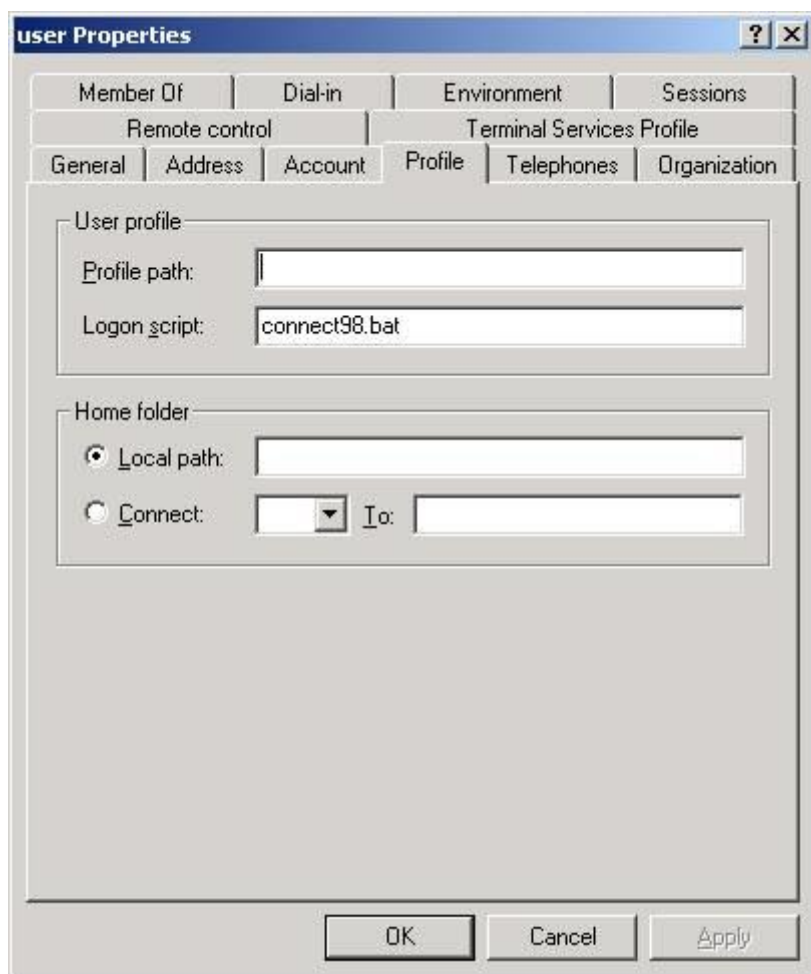 user Properties ?
Member Of Dial-in Environment Sessions
Remote control Terminal Services Profile
General Address Account Profile Telephones Organization
User profile
Profile path:
Logon script: connect98.bat
Home folder
Local path:
Connect: To:
OK Cancel Apply